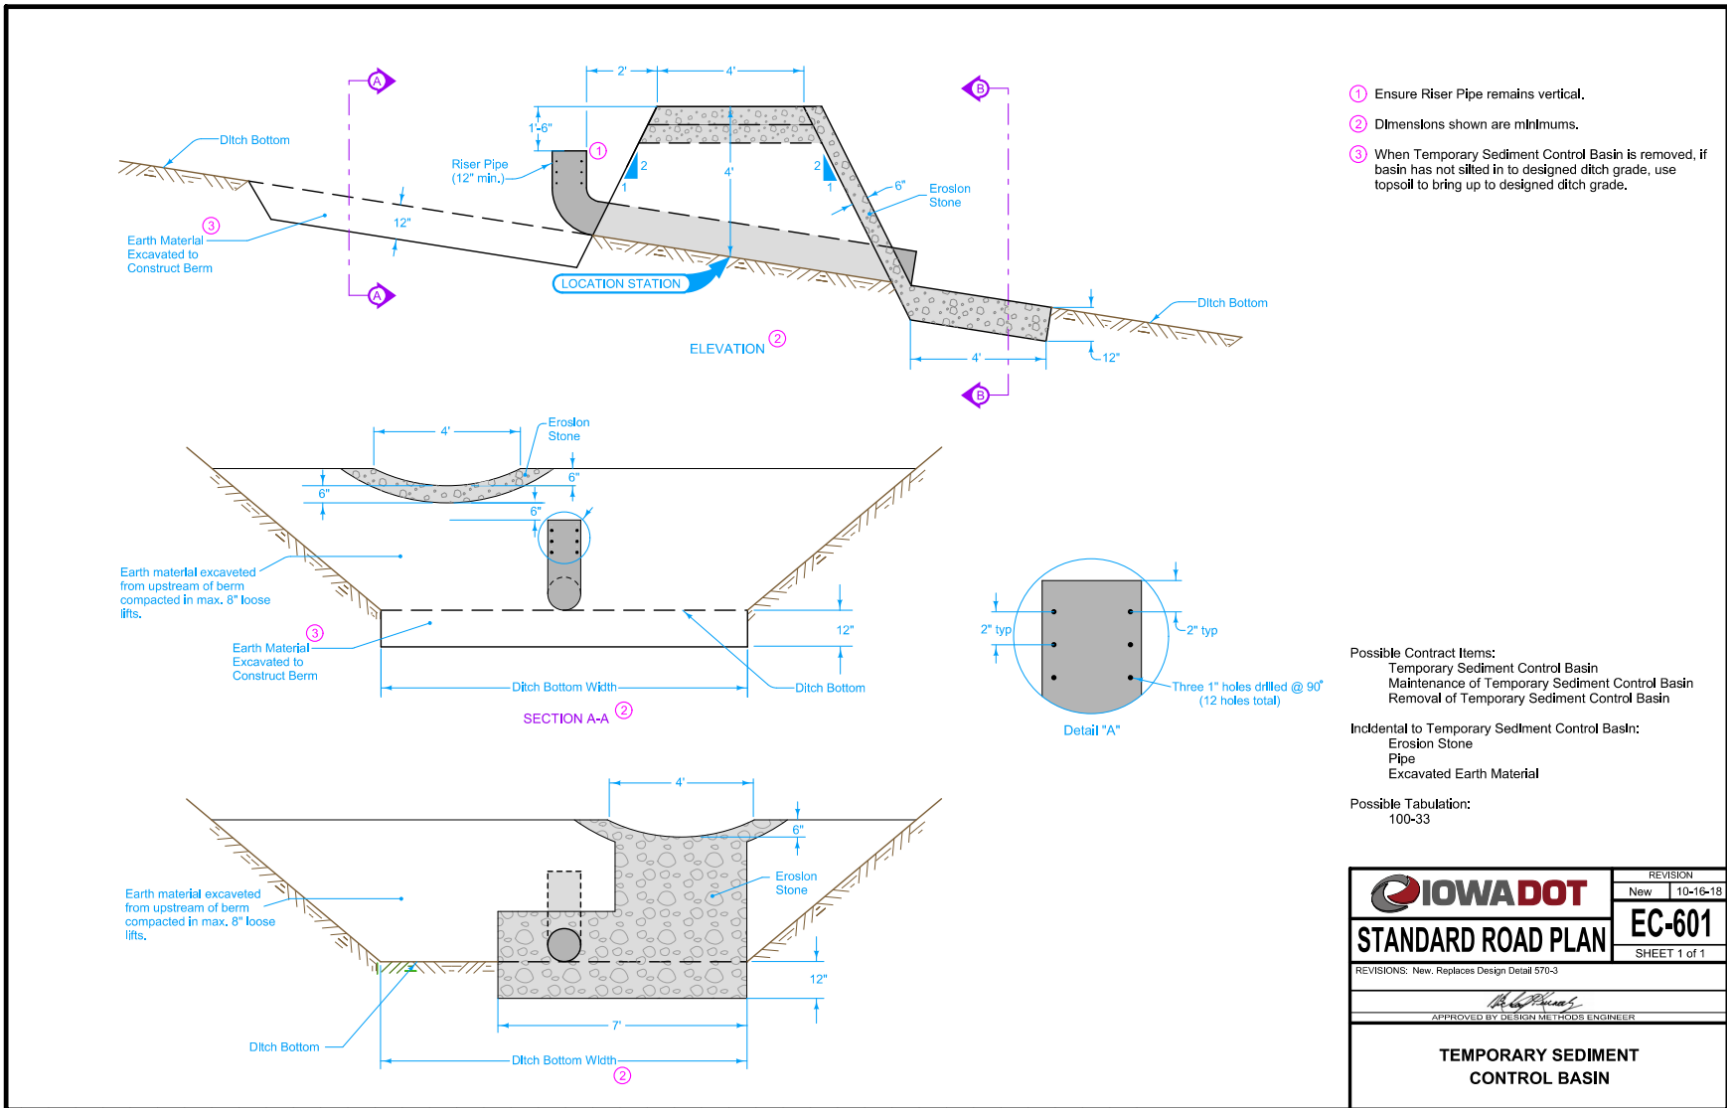 A
2'
4'
B
1'-6"
1
Ditch Bottom
Riser Pipe
(12" min.)
2
1
4'
2
1
6"
Erosion
Stone
12"
3
Earth Material
Excavated to
Construct Berm
A
LOCATION STATION
Ditch Bottom
ELEVATION 2
4'
12"
B
1 Ensure Riser Pipe remains vertical.
2 Dimensions shown are minimums.
3 When Temporary Sediment Control Basin is removed, if
basin has not silted in to designed ditch grade, use
topsoil to bring up to designed ditch grade.
4'
Erosion
Stone
6"
6"
6"
Earth material excaveted
from upstream of berm
compacted in max. 8" loose
lifts.
3
Earth Material
Excavated to
Construct Berm
12"
Ditch Bottom Width
Ditch Bottom
SECTION A-A 2
2" typ
2" typ
Three 1" holes drilled @ 90°
(12 holes total)
Detail "A"
4'
6"
Erosion
Stone
Earth material excaveted
from upstream of berm
compacted in max. 8" loose
lifts.
12"
7'
Ditch Bottom
Ditch Bottom Width
2
Possible Contract Items:
Temporary Sediment Control Basin
Maintenance of Temporary Sediment Control Basin
Removal of Temporary Sediment Control Basin
Incidental to Temporary Sediment Control Basin:
Erosion Stone
Pipe
Excavated Earth Material
Possible Tabulation:
100-33
IOWADOT
STANDARD ROAD PLAN
REVISION
New 10-16-18
EC-601
SHEET 1 of 1
REVISIONS: New. Replaces Design Detail 570-3
APPROVED BY DESIGN METHODS ENGINEER
TEMPORARY SEDIMENT
CONTROL BASIN